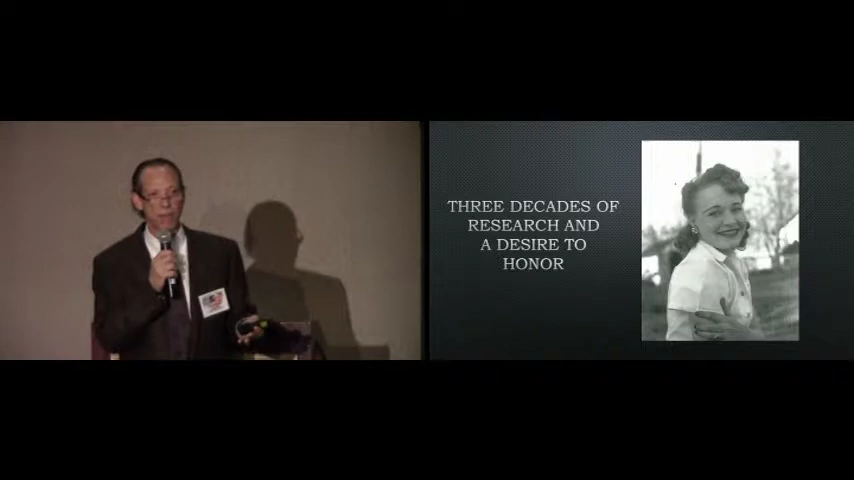 THREE DECADES OF
RESEARCH AND
A DESIRE TO
HONOR